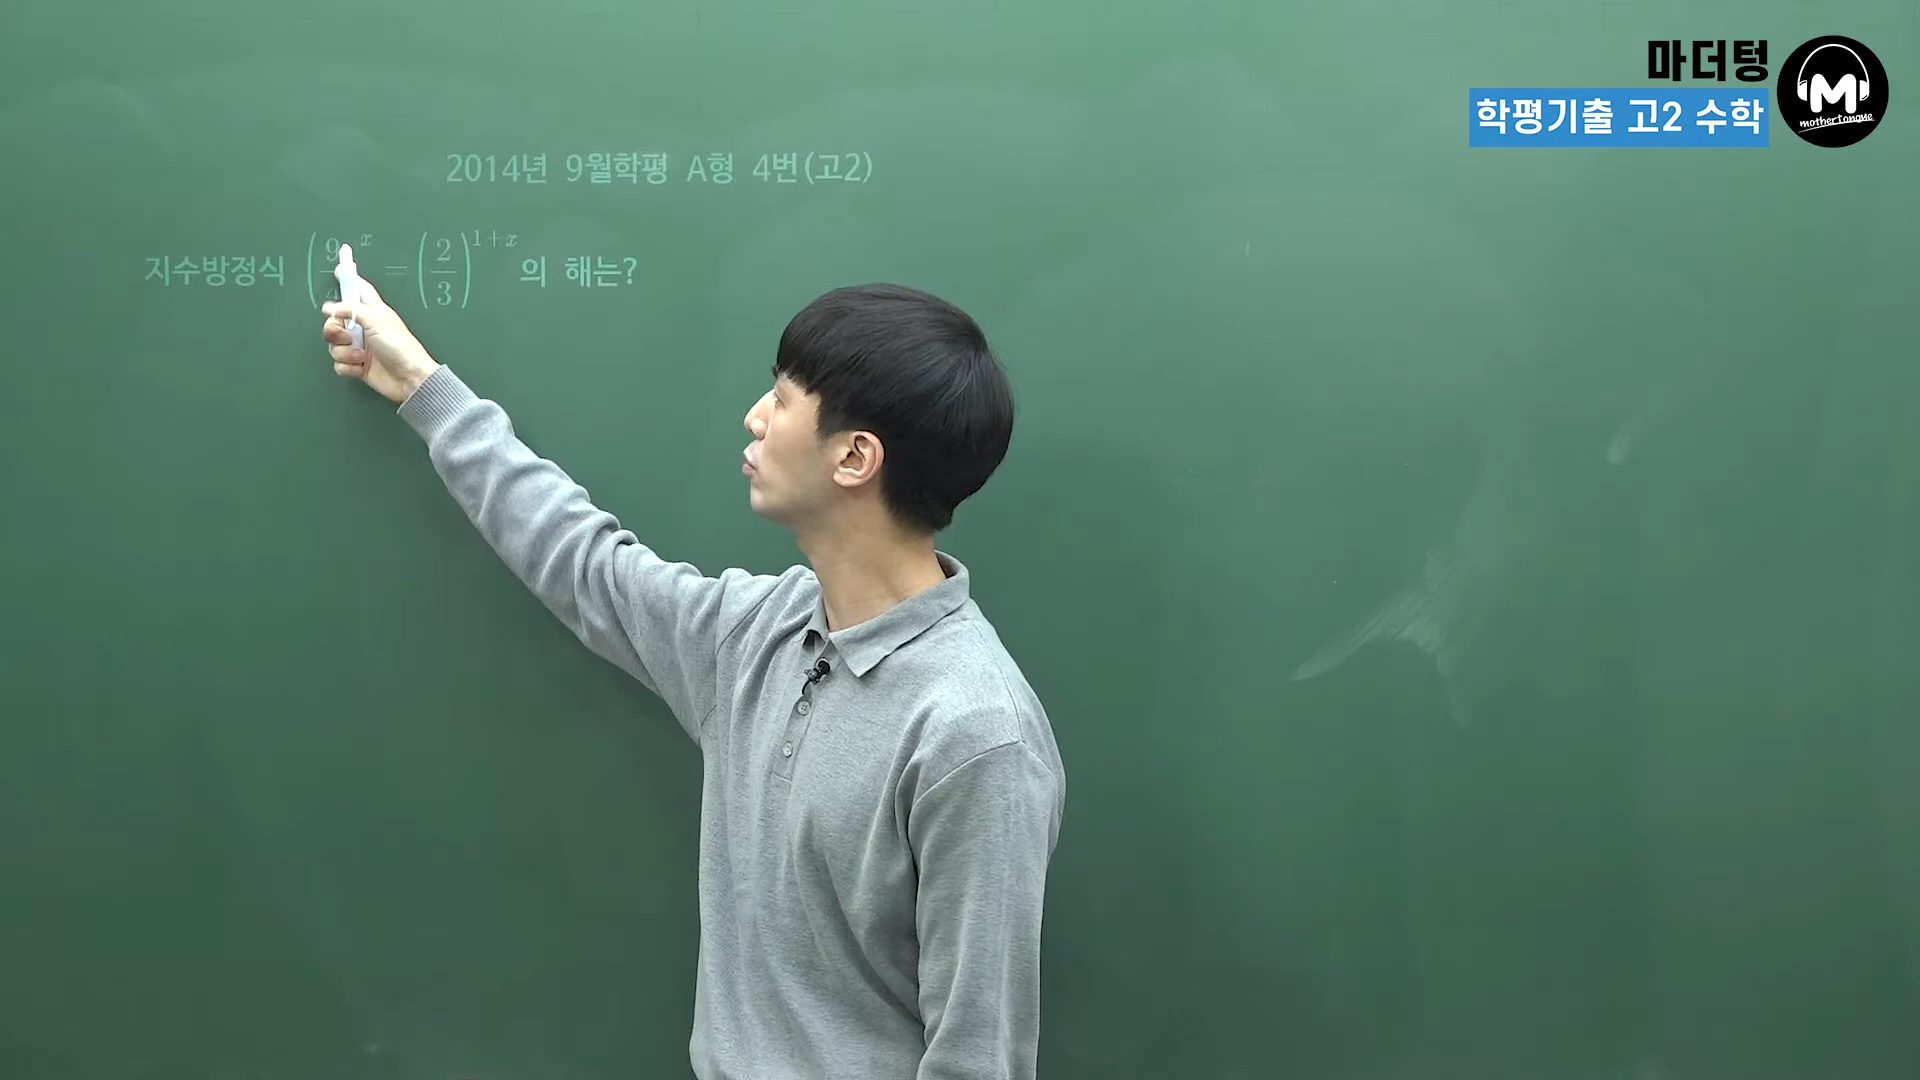 마더텅
학평기출 고2 수학
M
mothertongue
2014년 9월학평 A형 4번(고2)
지수방정식 (9/4)^x = (2/3)^{1+x} 의 해는?